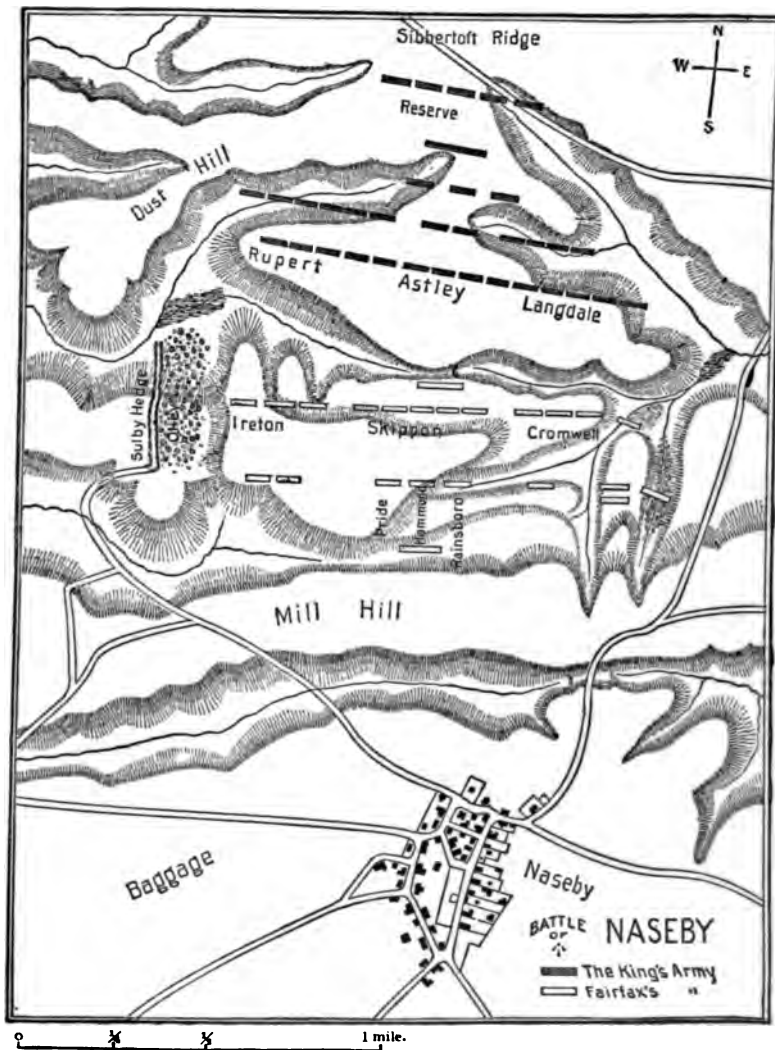 Sibbertoft Ridge
N
W E
S
Reserve
Dust Hill
Rupert
Astley
Langdale
Sulby Hedge
OKEY
Ireton
Skippon
Cromwell
Pride
Hammond
Rainsboro
Mill Hill
Baggage
Naseby
BATTLE
OF
NASEBY
The King's Army
Fairfax's "
0 ¼ ½ 1 mile.